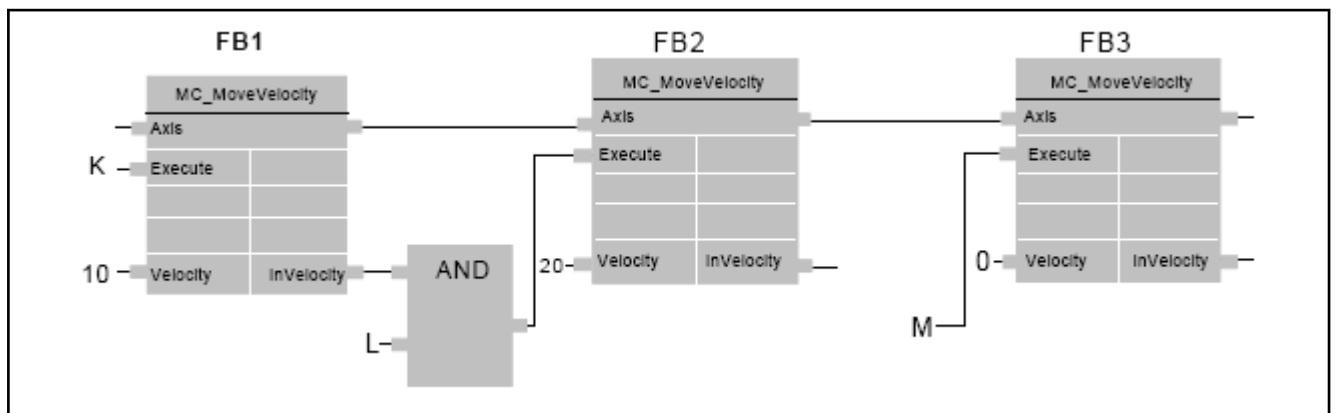 FB1
MC_MoveVelocity
Axis
K
Execute
10
Velocity
InVelocity
AND
L
FB2
MC_MoveVelocity
Axis
Execute
20
Velocity
InVelocity
FB3
MC_MoveVelocity
Axis
Execute
0
Velocity
InVelocity
M